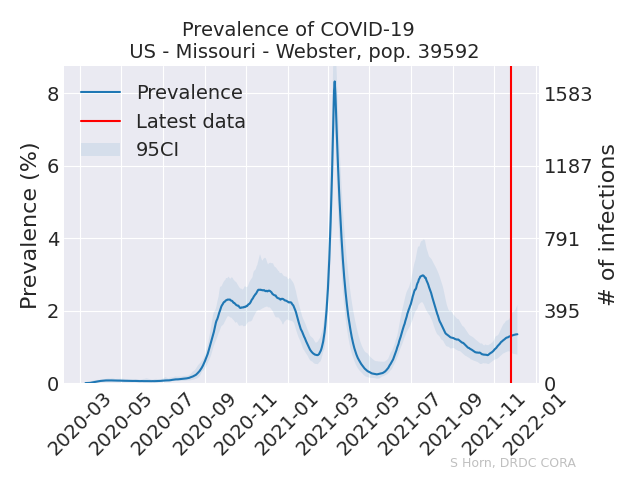 Prevalence of COVID-19
US - Missouri - Webster, pop. 39592
Prevalence
Latest data
95CI
Prevalence (%)
8
6
4
2
0
# of infections
1583
1187
791
395
0
2020-03
2020-05
2020-07
2020-09
2020-11
2021-01
2021-03
2021-05
2021-07
2021-09
2021-11
2022-01
S Horn, DRDC CORA